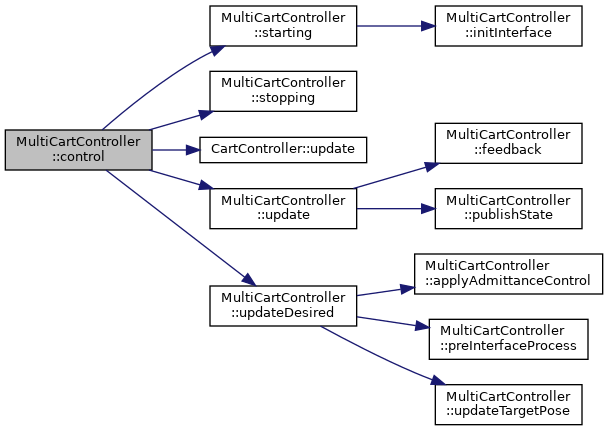 MultiCartController
::control
MultiCartController
::starting
MultiCartController
::initInterface
MultiCartController
::stopping
CartController::update
MultiCartController
::update
MultiCartController
::feedback
MultiCartController
::publishState
MultiCartController
::updateDesired
MultiCartController
::applyAdmittanceControl
MultiCartController
::preInterfaceProcess
MultiCartController
::updateTargetPose